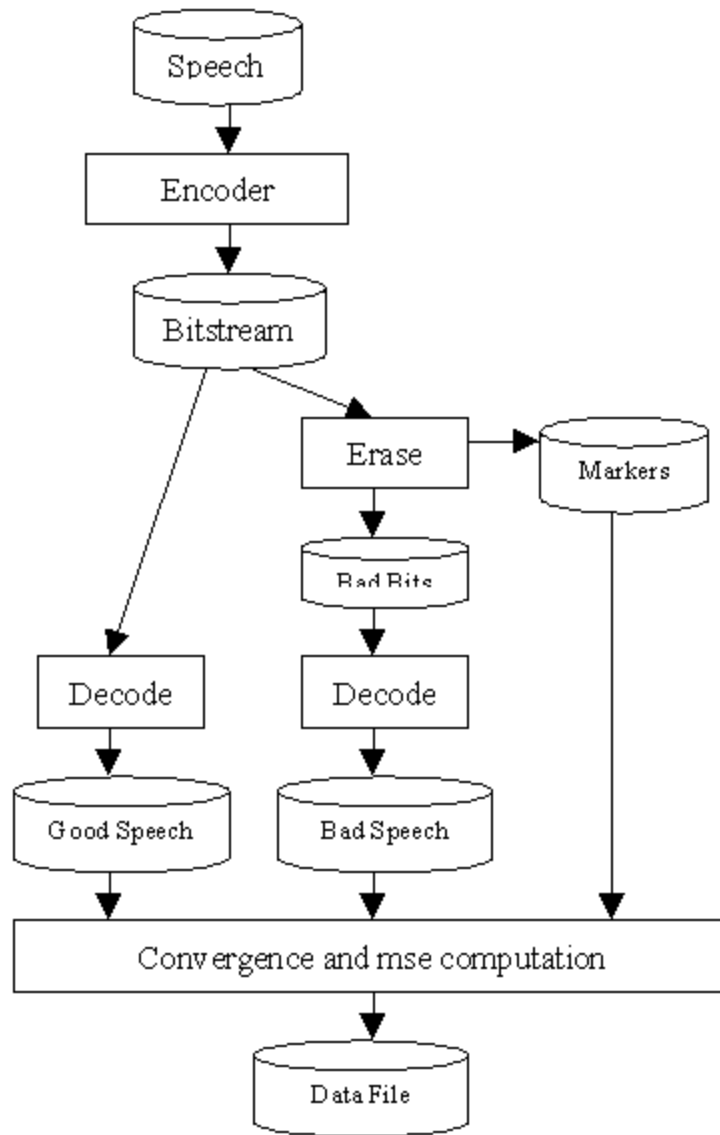 Speech
Encoder
Bitstream
Erase
Markers
Bad Bits
Decode
Decode
Good Speech
Bad Speech
Convergence and mse computation
Data File